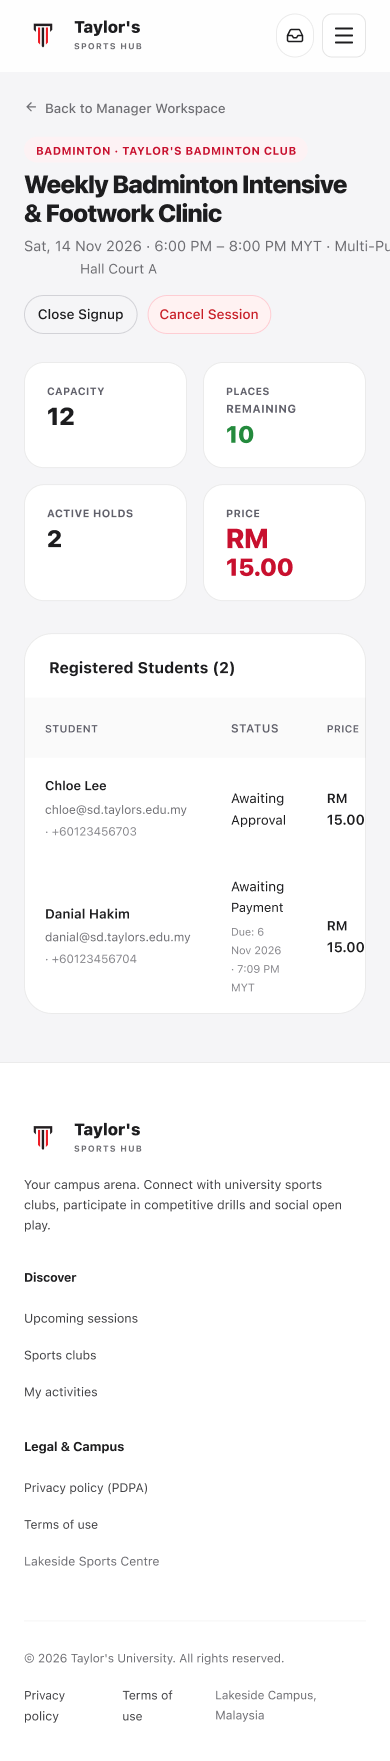 Taylor's
SPORTS HUB
← Back to Manager Workspace
BADMINTON · TAYLOR'S BADMINTON CLUB
Weekly Badminton Intensive
& Footwork Clinic
Sat, 14 Nov 2026 · 6:00 PM – 8:00 PM MYT · Multi-Pu
Hall Court A
Close Signup
Cancel Session
CAPACITY
12
PLACES
REMAINING
10
ACTIVE HOLDS
2
PRICE
RM
15.00
Registered Students (2)
STUDENT STATUS PRICE
Chloe Lee
chloe@sd.taylors.edu.my
· +60123456703
Awaiting
Approval
RM
15.00
Danial Hakim
danial@sd.taylors.edu.my
· +60123456704
Awaiting
Payment
Due: 6
Nov 2026
· 7:09 PM
MYT
RM
15.00
Taylor's
SPORTS HUB
Your campus arena. Connect with university sports
clubs, participate in competitive drills and social open
play.
Discover
Upcoming sessions
Sports clubs
My activities
Legal & Campus
Privacy policy (PDPA)
Terms of use
Lakeside Sports Centre
© 2026 Taylor's University. All rights reserved.
Privacy
policy
Terms of
use
Lakeside Campus,
Malaysia